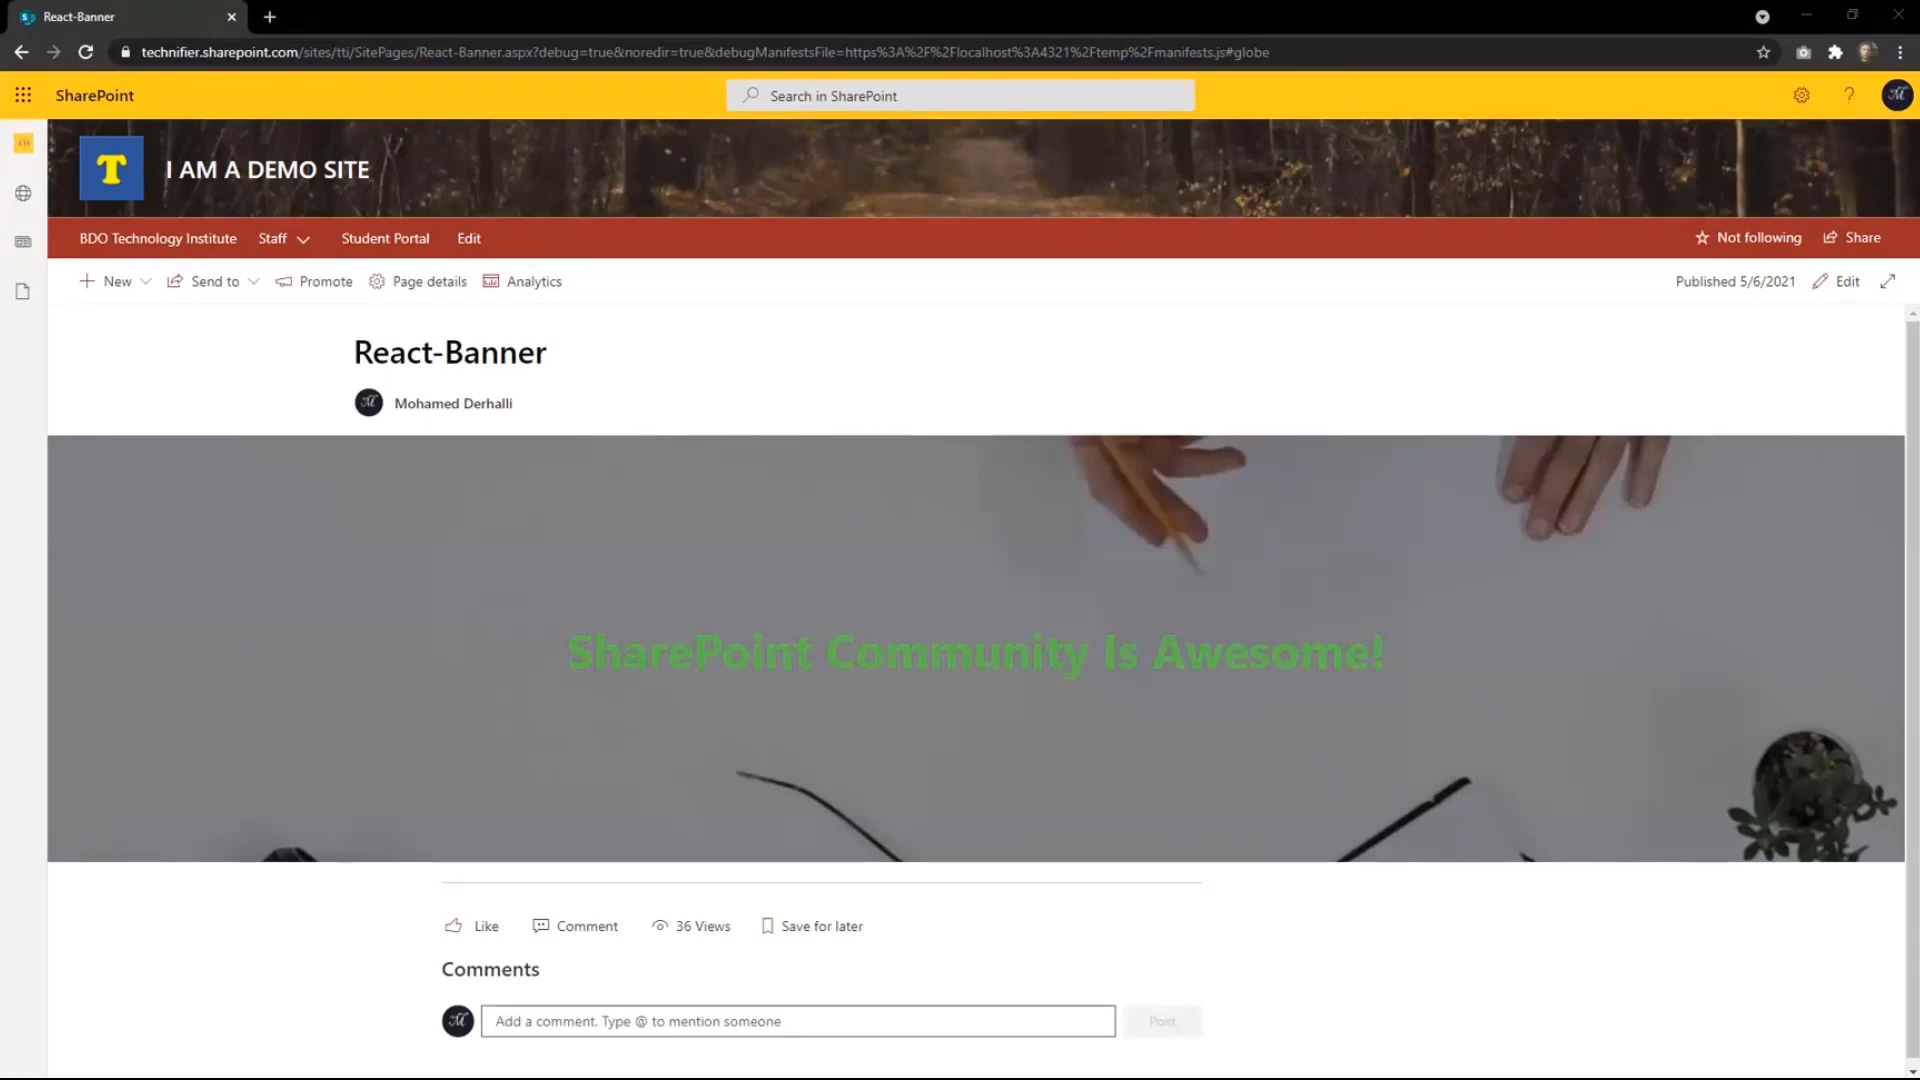 React-Banner
technifier.sharepoint.com/sites/tti/SitePages/React-Banner.aspx?debug=true&noredir=true&debugManifestsFile=https%3A%2F%2Flocalhost%3A4321%2Ftemp%2Fmanifests.js#globe
SharePoint
Search in SharePoint
T
I AM A DEMO SITE
BDO Technology Institute Staff Student Portal Edit
Not following Share
New Send to Promote Page details Analytics
Published 5/6/2021 Edit
React-Banner
Mohamed Derhalli
SharePoint Community Is Awesome!
Like Comment 36 Views Save for later
Comments
Add a comment. Type @ to mention someone
Post